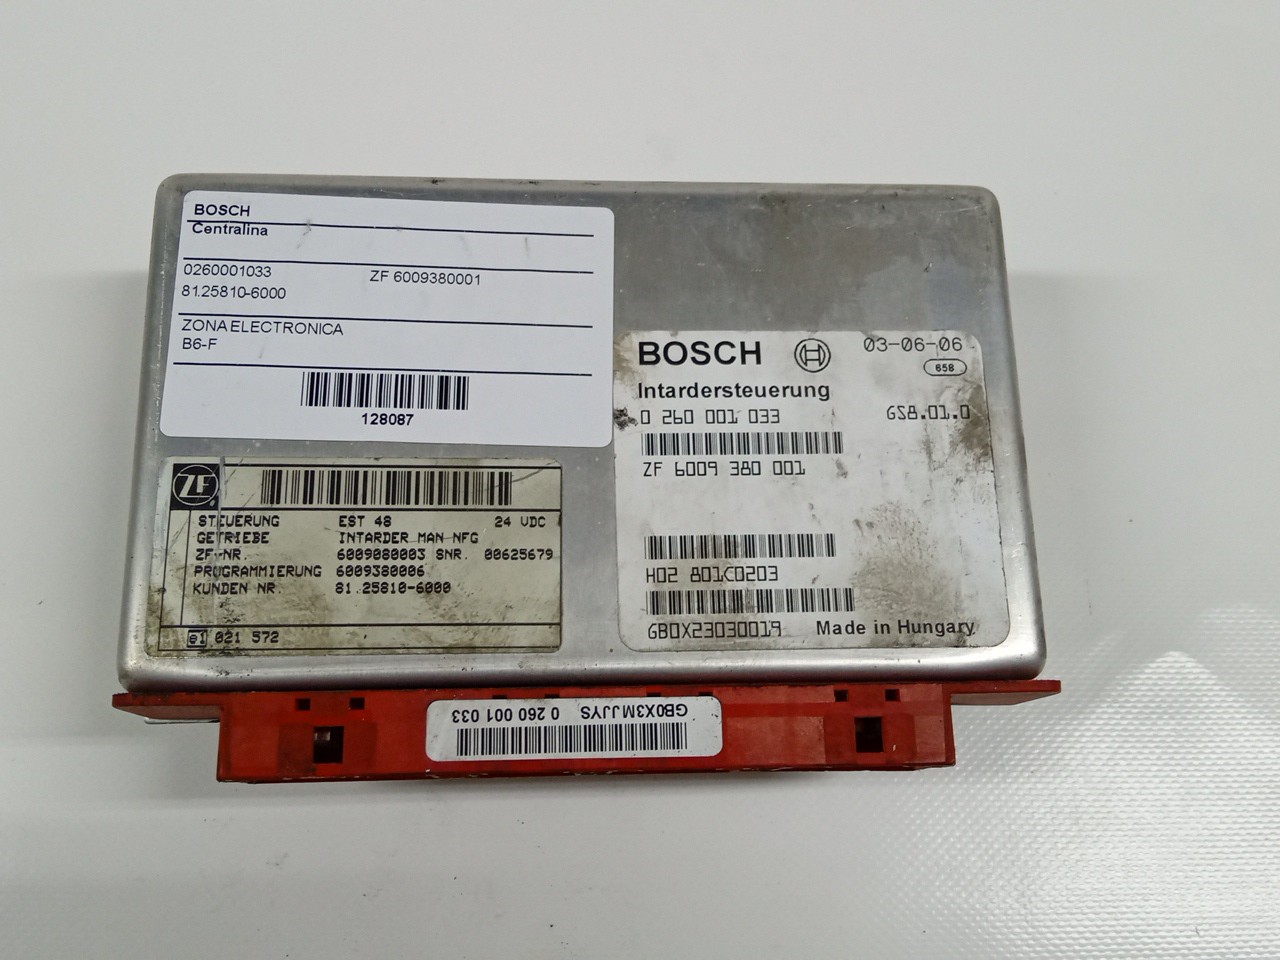 BOSCH
Centralina
0260001033 ZF 6009380001
81.25810-6000
ZONA ELECTRONICA
B6-F
128087
BOSCH 03-06-06
658
Intardersteuerung
0 260 001 033 GS8.01.0
ZF 6009 380 001
H02 801C0203
GB0X23030019 Made in Hungary
ZF
STEUERUNG EST 48 24 VDC
GETRIEBE INTARDER MAN NFG
ZF-NR. 6009080003 SNR. 00625679
PROGRAMMIERUNG 6009380006
KUNDEN NR. 81.25810-6000
e1 021 572
GB0X3MJJYS 0 260 001 033